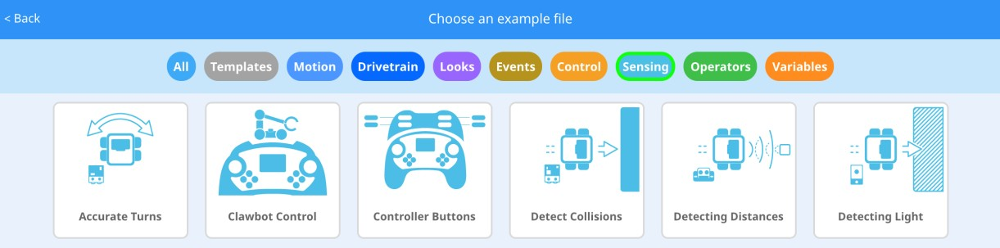 < Back
Choose an example file
All Templates Motion Drivetrain Looks Events Control Sensing Operators Variables
Accurate Turns
Clawbot Control
Controller Buttons
Detect Collisions
Detecting Distances
Detecting Light